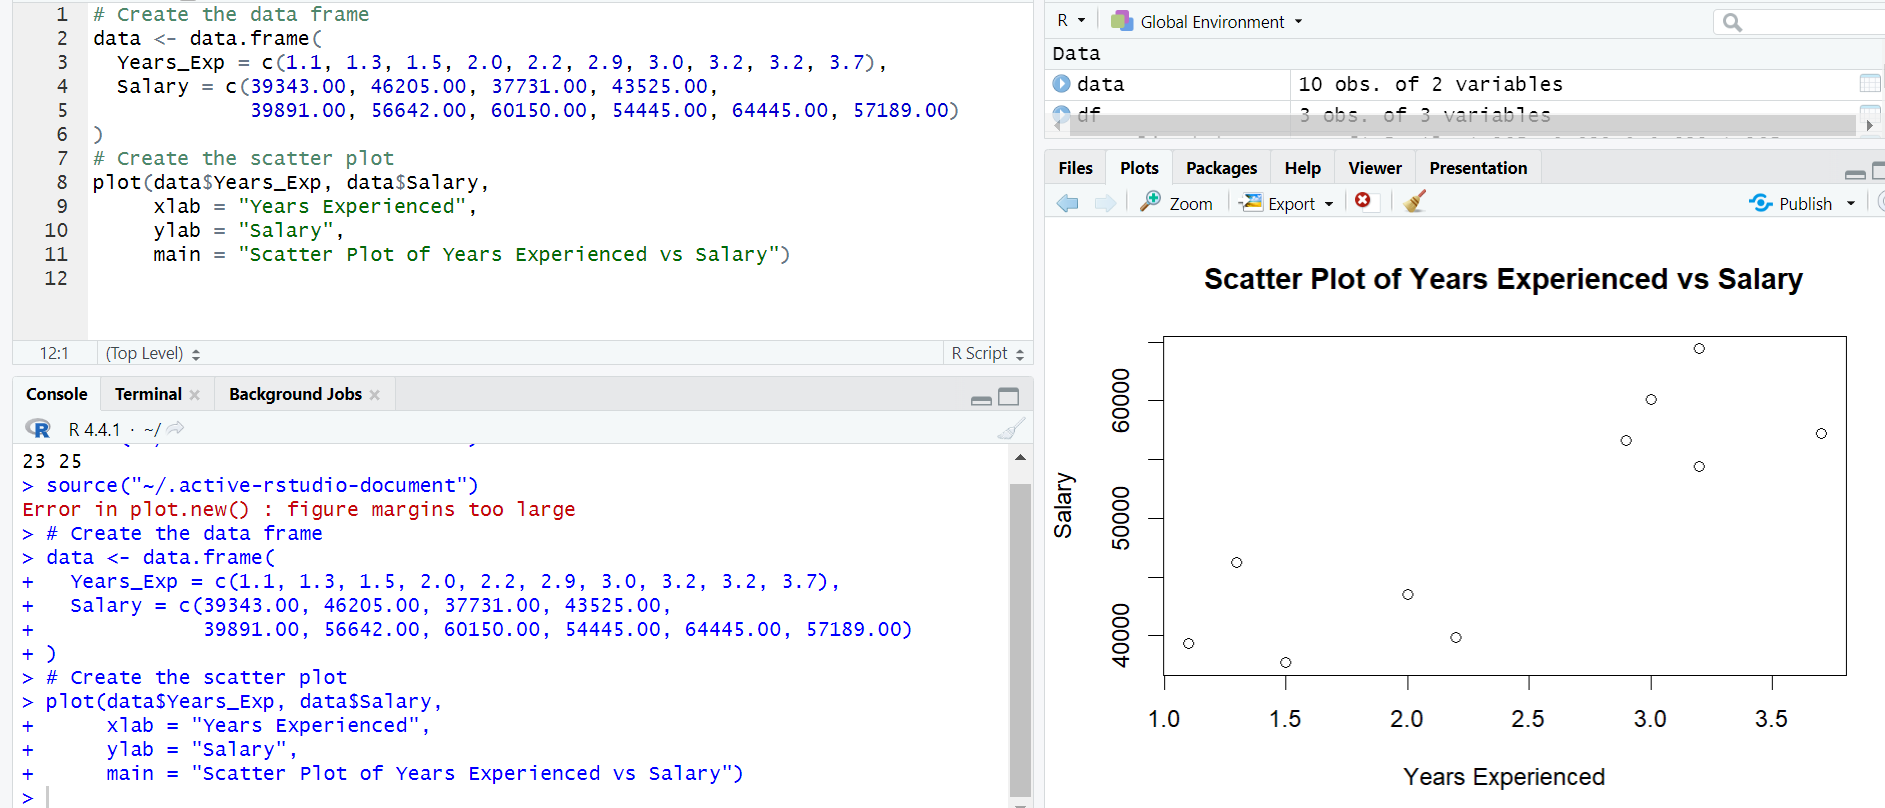 1 # Create the data frame
2 data <- data.frame(
3   Years_Exp = c(1.1, 1.3, 1.5, 2.0, 2.2, 2.9, 3.0, 3.2, 3.2, 3.7),
4   Salary = c(39343.00, 46205.00, 37731.00, 43525.00,
5              39891.00, 56642.00, 60150.00, 54445.00, 64445.00, 57189.00)
6 )
7 # Create the scatter plot
8 plot(data$Years_Exp, data$Salary,
9      xlab = "Years Experienced",
10      ylab = "Salary",
11      main = "Scatter Plot of Years Experienced vs Salary")
12
12:1 (Top Level) R Script
Console Terminal Background Jobs
R R 4.4.1 · ~/
23 25
> source("~/.active-rstudio-document")
Error in plot.new() : figure margins too large
> # Create the data frame
> data <- data.frame(
+   Years_Exp = c(1.1, 1.3, 1.5, 2.0, 2.2, 2.9, 3.0, 3.2, 3.2, 3.7),
+   Salary = c(39343.00, 46205.00, 37731.00, 43525.00,
+              39891.00, 56642.00, 60150.00, 54445.00, 64445.00, 57189.00)
+ )
> # Create the scatter plot
> plot(data$Years_Exp, data$Salary,
+      xlab = "Years Experienced",
+      ylab = "Salary",
+      main = "Scatter Plot of Years Experienced vs Salary")
>
R Global Environment
Data
data 10 obs. of 2 variables
df 3 obs. of 3 variables
Files Plots Packages Help Viewer Presentation
Zoom Export Publish
Scatter Plot of Years Experienced vs Salary
Salary
60000
50000
40000
1.0 1.5 2.0 2.5 3.0 3.5
Years Experienced